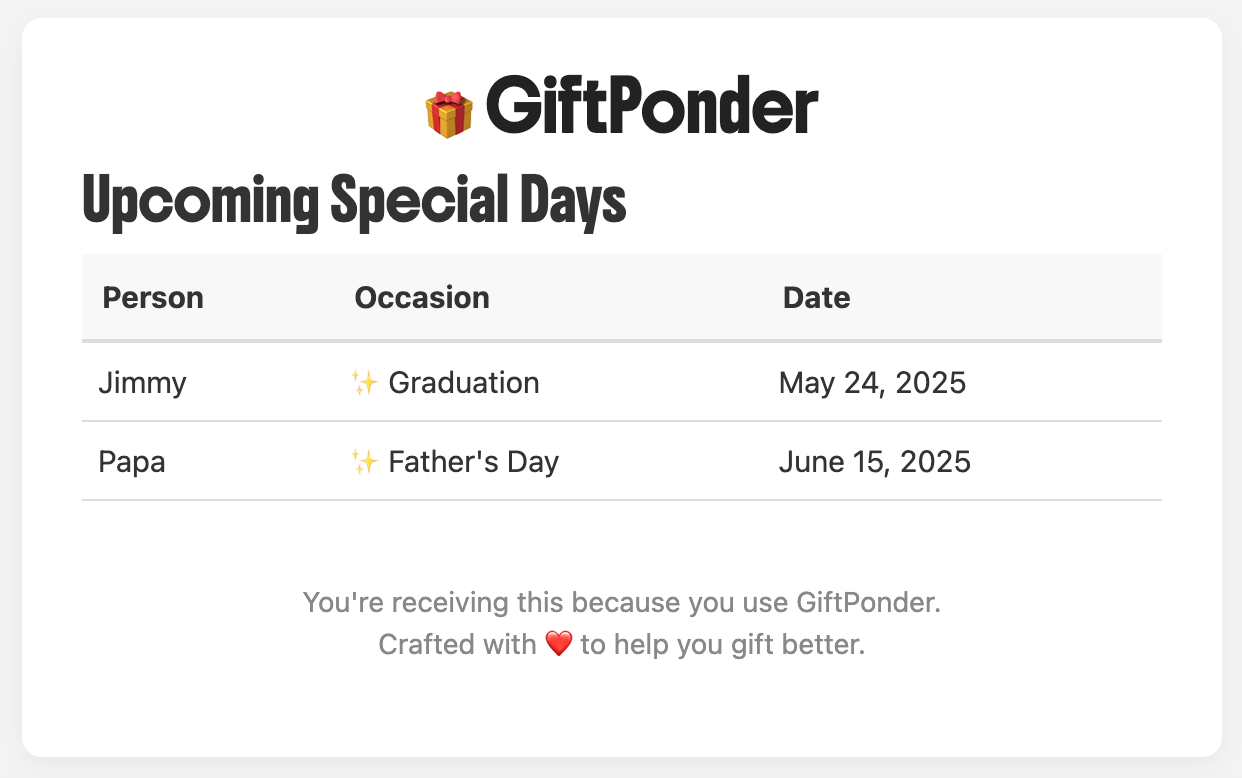 🎁 GiftPonder
Upcoming Special Days
Person Occasion Date
Jimmy ✨ Graduation May 24, 2025
Papa ✨ Father's Day June 15, 2025
You're receiving this because you use GiftPonder.
Crafted with ❤️ to help you gift better.